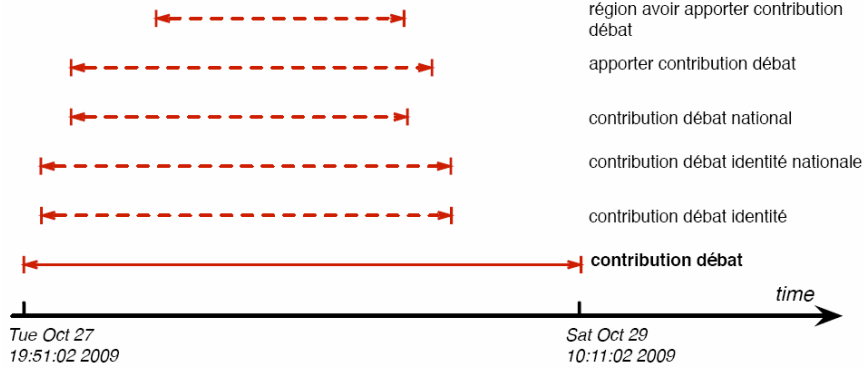 région avoir apporter contribution
débat
apporter contribution débat
contribution débat national
contribution débat identité nationale
contribution débat identité
contribution débat
time
Tue Oct 27
19:51:02 2009
Sat Oct 29
10:11:02 2009